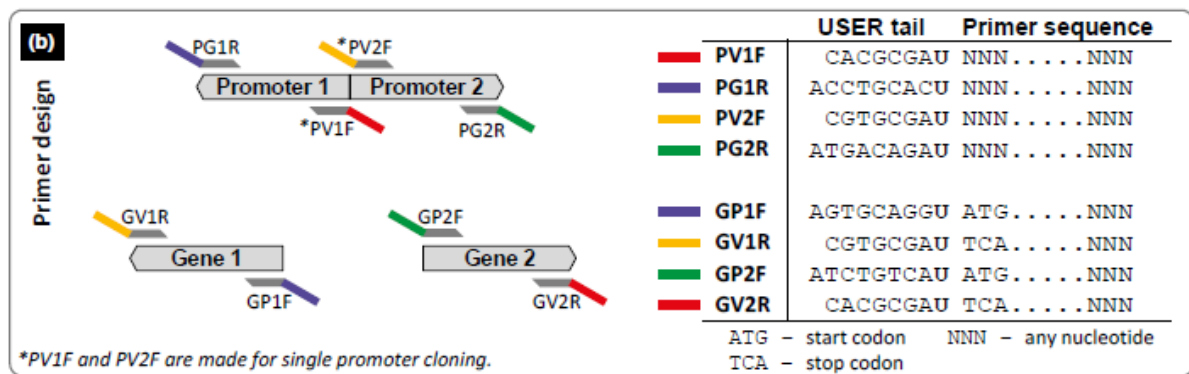 (b)
Primer design
PG1R
*PV2F
Promoter 1
Promoter 2
*PV1F
PG2R
GV1R
GP2F
Gene 1
Gene 2
GP1F
GV2R
*PV1F and PV2F are made for single promoter cloning.
USER tail Primer sequence
PV1F CACGCGAU NNN.....NNN
PG1R ACCTGCACU NNN.....NNN
PV2F CGTGCGAU NNN.....NNN
PG2R ATGACAGAU NNN.....NNN
GP1F AGTGCAGGU ATG.....NNN
GV1R CGTGCGAU TCA.....NNN
GP2F ATCTGTCAU ATG.....NNN
GV2R CACGCGAU TCA.....NNN
ATG – start codon NNN – any nucleotide
TCA – stop codon